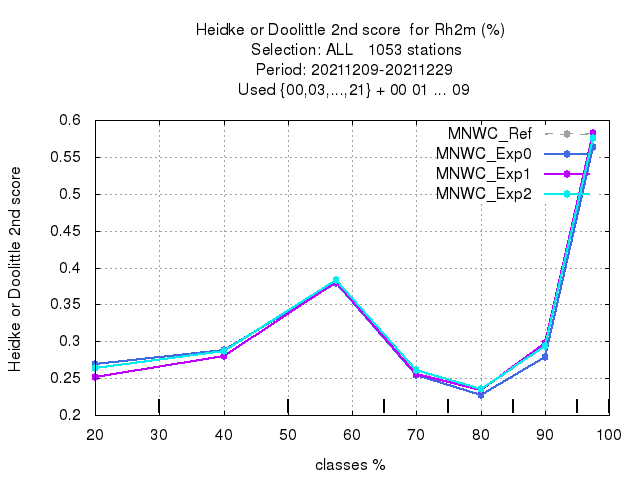 Heidke or Doolittle 2nd score for Rh2m (%)
Selection: ALL 1053 stations
Period: 20211209-20211229
Used {00,03,...,21} + 00 01 ... 09
MNWC_Ref
MNWC_Exp0
MNWC_Exp1
MNWC_Exp2
Heidke or Doolittle 2nd score
0.6
0.55
0.5
0.45
0.4
0.35
0.3
0.25
0.2
20 30 40 50 60 70 80 90 100
classes %